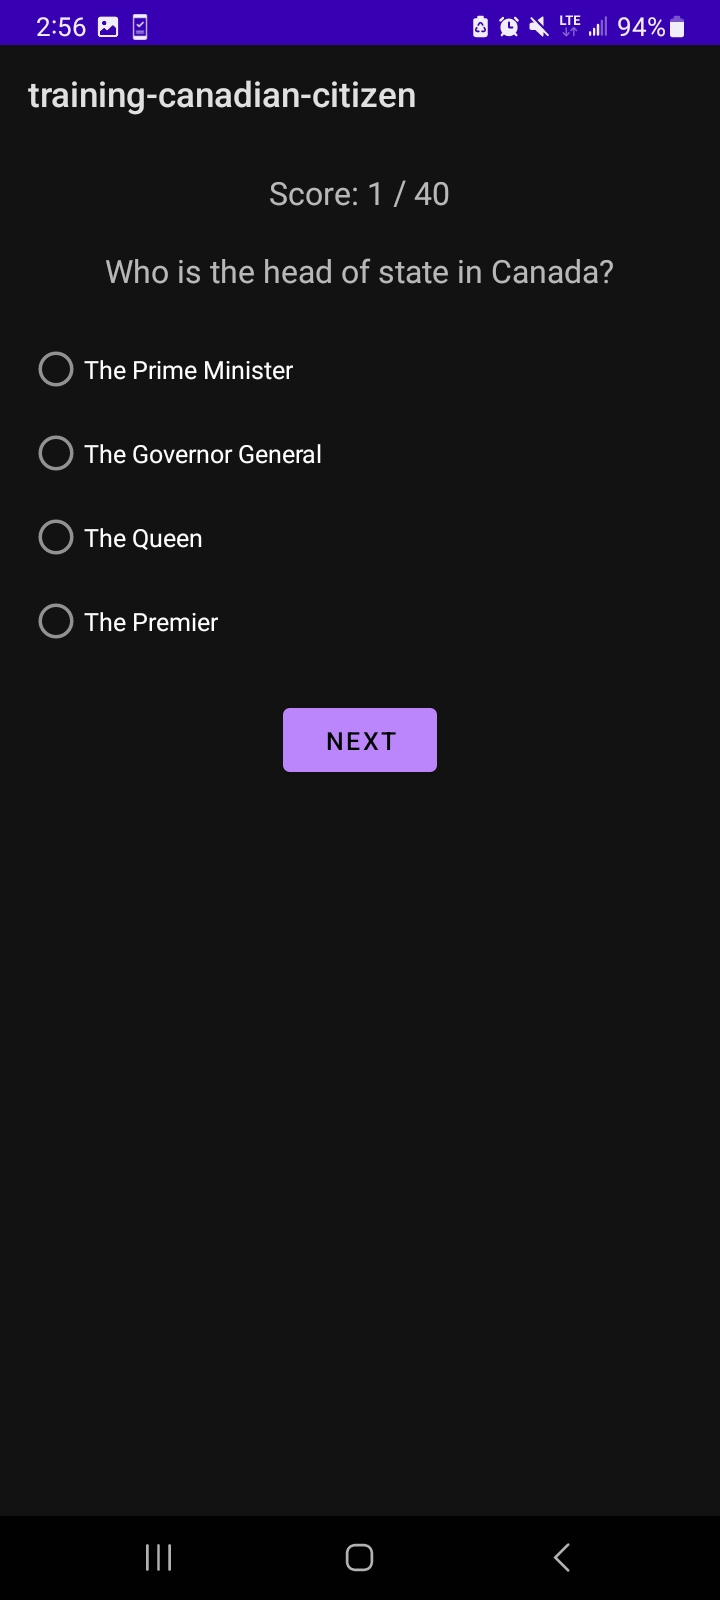 2:56 LTE 94%
training-canadian-citizen
Score: 1 / 40
Who is the head of state in Canada?
The Prime Minister
The Governor General
The Queen
The Premier
NEXT